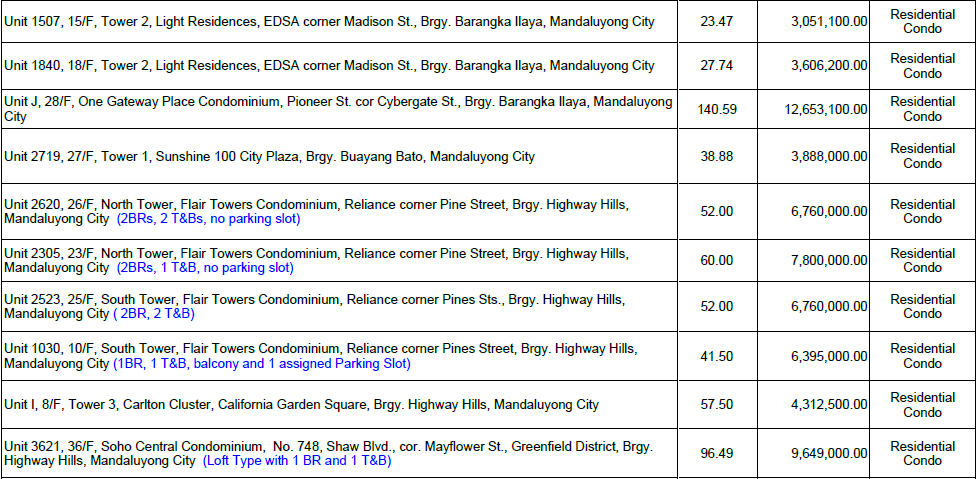 Unit 1507, 15/F, Tower 2, Light Residences, EDSA corner Madison St., Brgy. Barangka Ilaya, Mandaluyong City 23.47 3,051,100.00 Residential
Condo
Unit 1840, 18/F, Tower 2, Light Residences, EDSA corner Madison St., Brgy. Barangka Ilaya, Mandaluyong City 27.74 3,606,200.00 Residential
Condo
Unit J, 28/F, One Gateway Place Condominium, Pioneer St. cor Cybergate St., Brgy. Barangka Ilaya, Mandaluyong
City 140.59 12,653,100.00 Residential
Condo
Unit 2719, 27/F, Tower 1, Sunshine 100 City Plaza, Brgy. Buayang Bato, Mandaluyong City 38.88 3,888,000.00 Residential
Condo
Unit 2620, 26/F, North Tower, Flair Towers Condominium, Reliance corner Pine Street, Brgy. Highway Hills,
Mandaluyong City (2BRs, 2 T&Bs, no parking slot) 52.00 6,760,000.00 Residential
Condo
Unit 2305, 23/F, North Tower, Flair Towers Condominium, Reliance corner Pine Street, Brgy. Highway Hills,
Mandaluyong City (2BRs, 1 T&B, no parking slot) 60.00 7,800,000.00 Residential
Condo
Unit 2523, 25/F, South Tower, Flair Towers Condominium, Reliance corner Pines Sts., Brgy. Highway Hills,
Mandaluyong City ( 2BR, 2 T&B) 52.00 6,760,000.00 Residential
Condo
Unit 1030, 10/F, South Tower, Flair Towers Condominium, Reliance corner Pines Street, Brgy. Highway Hills,
Mandaluyong City (1BR, 1 T&B, balcony and 1 assigned Parking Slot) 41.50 6,395,000.00 Residential
Condo
Unit I, 8/F, Tower 3, Carlton Cluster, California Garden Square, Brgy. Highway Hills, Mandaluyong City 57.50 4,312,500.00 Residential
Condo
Unit 3621, 36/F, Soho Central Condominium, No. 748, Shaw Blvd., cor. Mayflower St., Greenfield District, Brgy.
Highway Hills, Mandaluyong City (Loft Type with 1 BR and 1 T&B) 96.49 9,649,000.00 Residential
Condo